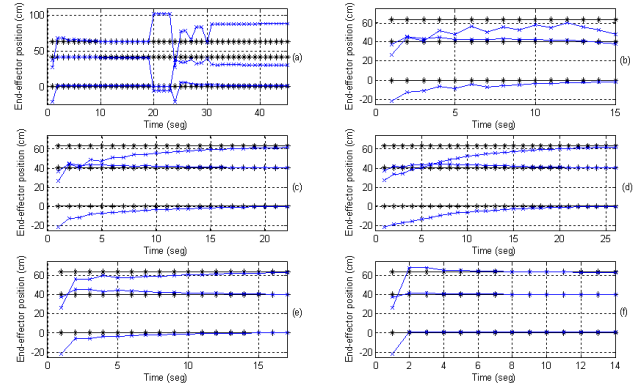 End-effector position (cm)
100
50
0
0 10 20 30 40
Time (seg)
(a)
End-effector position (cm)
60
40
20
0
-20
0 5 10 15
Time (seg)
(b)
End-effector position (cm)
60
40
20
0
-20
0 5 10 15 20
Time (seg)
(c)
End-effector position (cm)
60
40
20
0
-20
0 5 10 15 20 25
Time (seg)
(d)
End-effector position (cm)
60
40
20
0
-20
0 5 10 15
Time (seg)
(e)
End-effector position (cm)
60
40
20
0
-20
0 2 4 6 8 10 12 14
Time (seg)
(f)